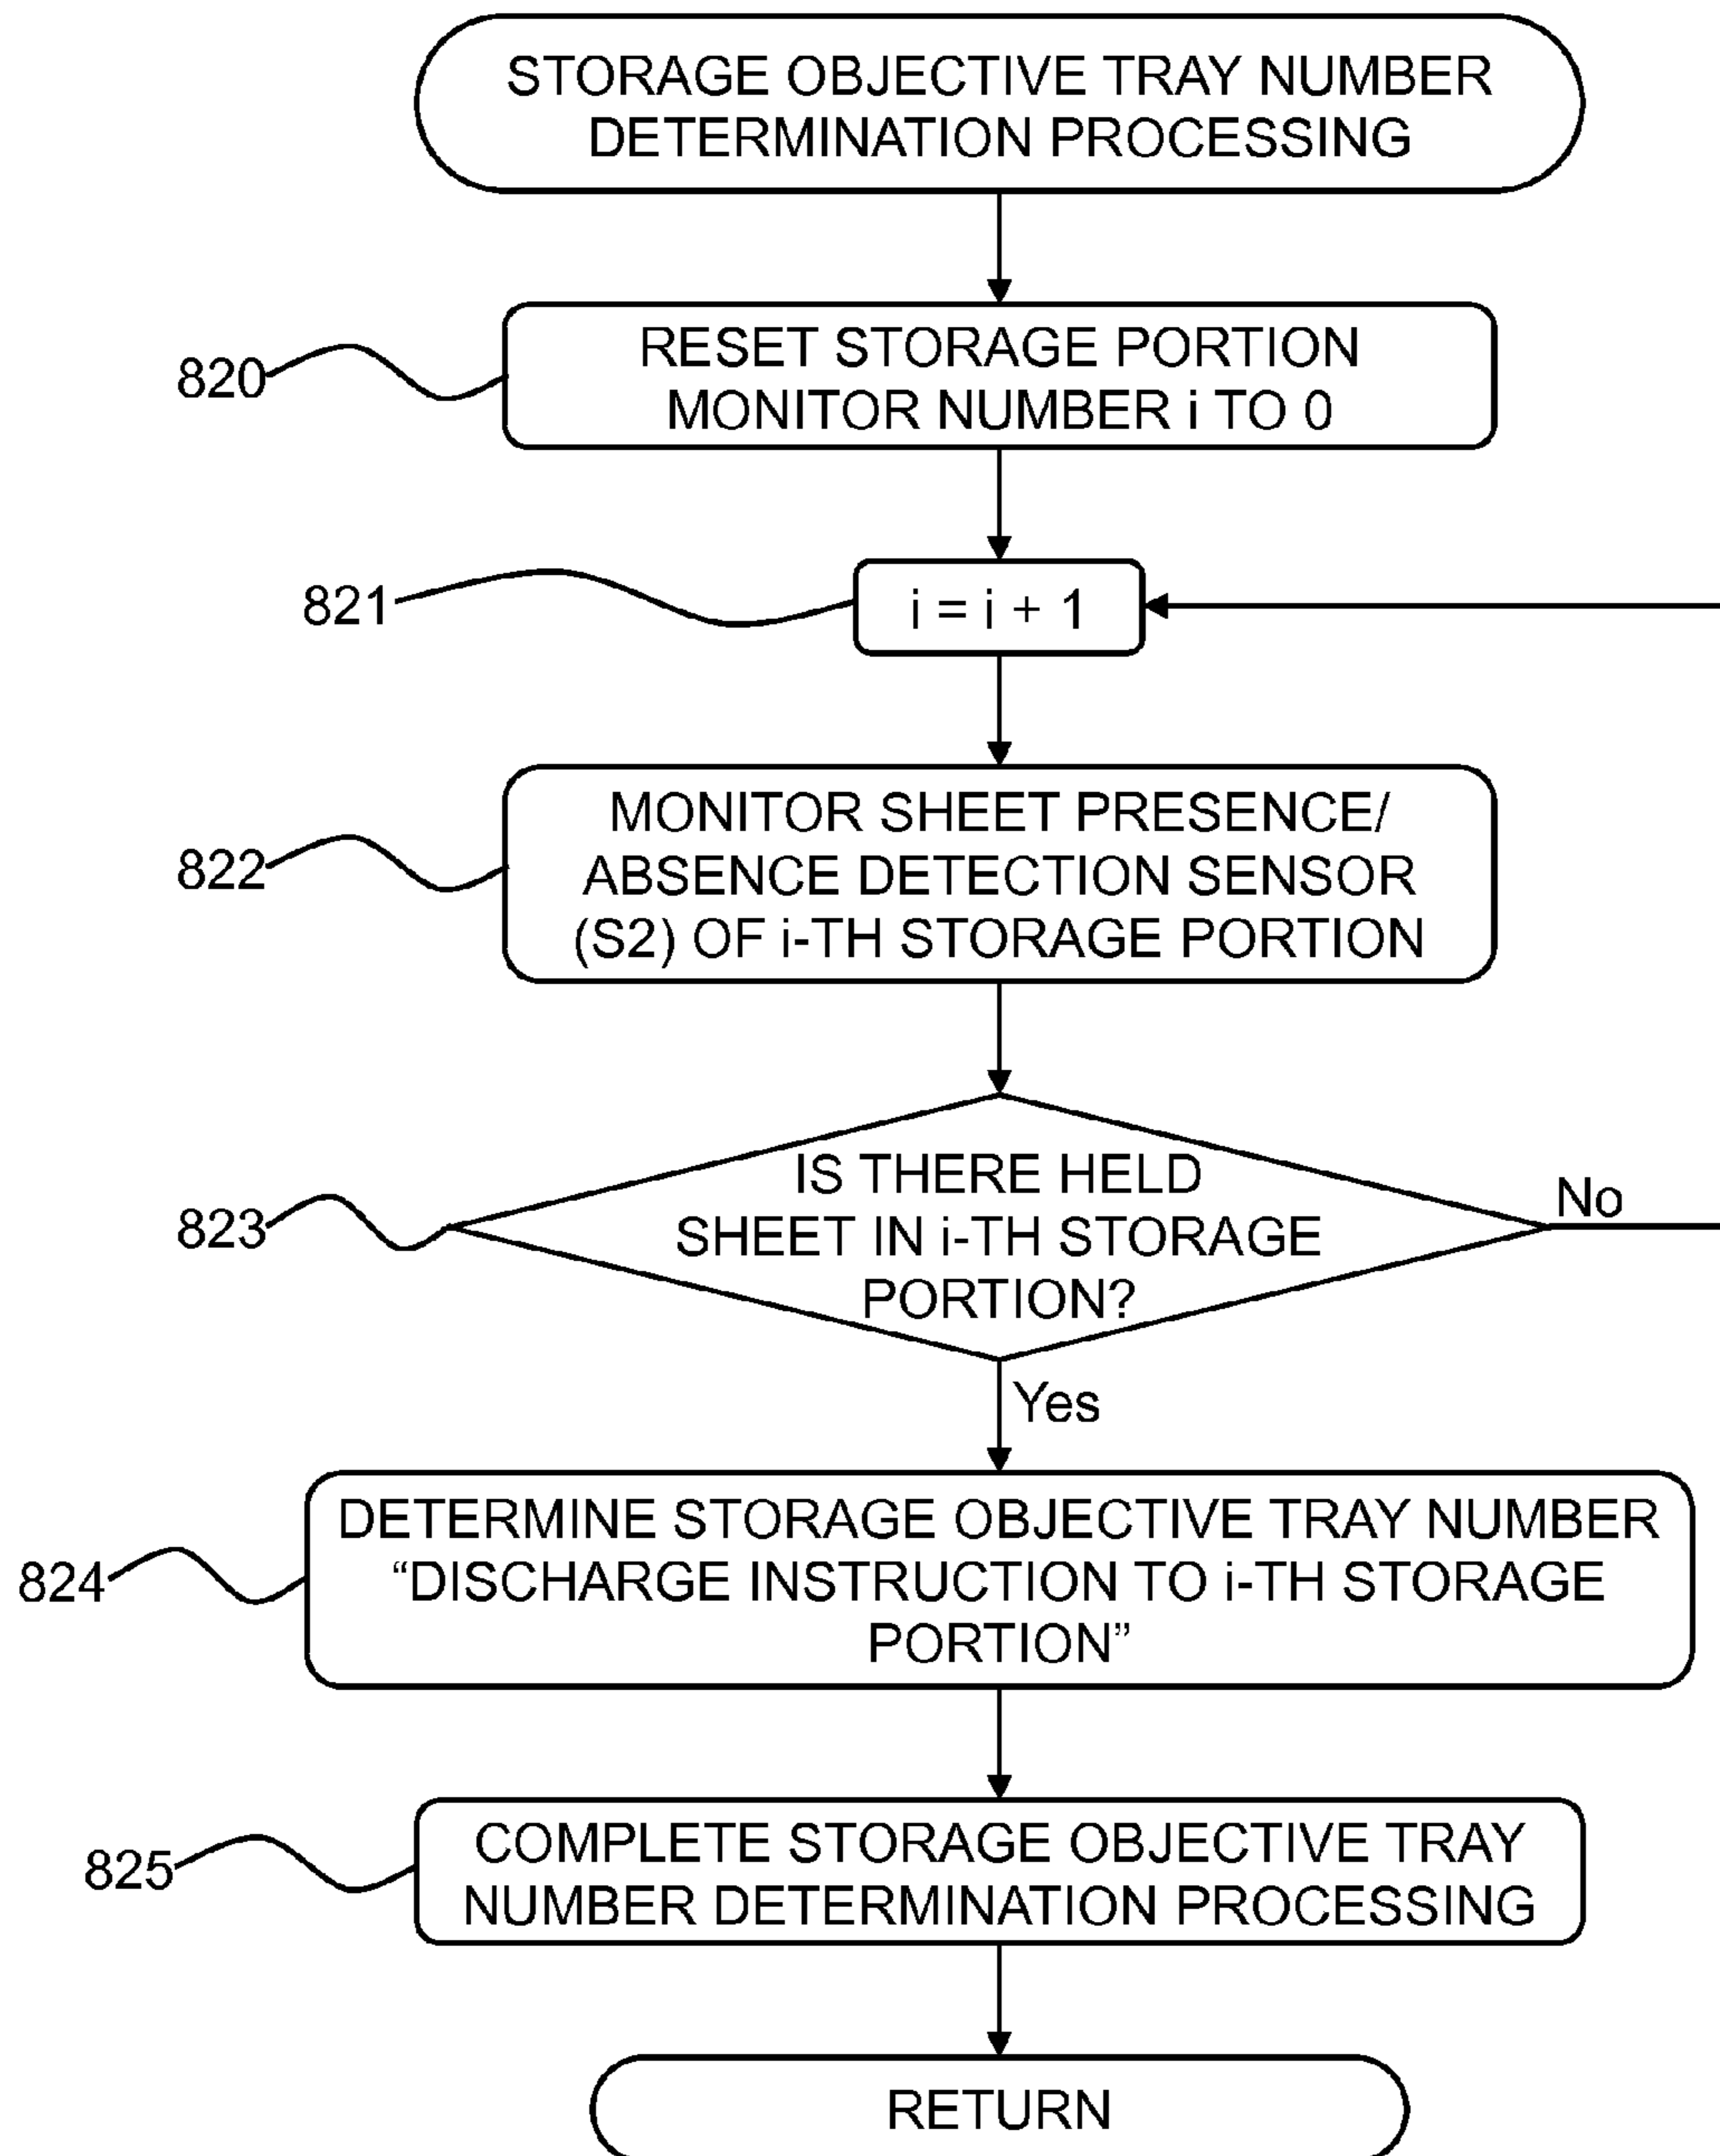 STORAGE OBJECTIVE TRAY NUMBER
DETERMINATION PROCESSING
820
RESET STORAGE PORTION
MONITOR NUMBER i TO 0
821
i = i + 1
822
MONITOR SHEET PRESENCE/
ABSENCE DETECTION SENSOR
(S2) OF i-TH STORAGE PORTION
823
IS THERE HELD
SHEET IN i-TH STORAGE
PORTION?
No
Yes
824
DETERMINE STORAGE OBJECTIVE TRAY NUMBER
“DISCHARGE INSTRUCTION TO i-TH STORAGE
PORTION”
825
COMPLETE STORAGE OBJECTIVE TRAY
NUMBER DETERMINATION PROCESSING
RETURN